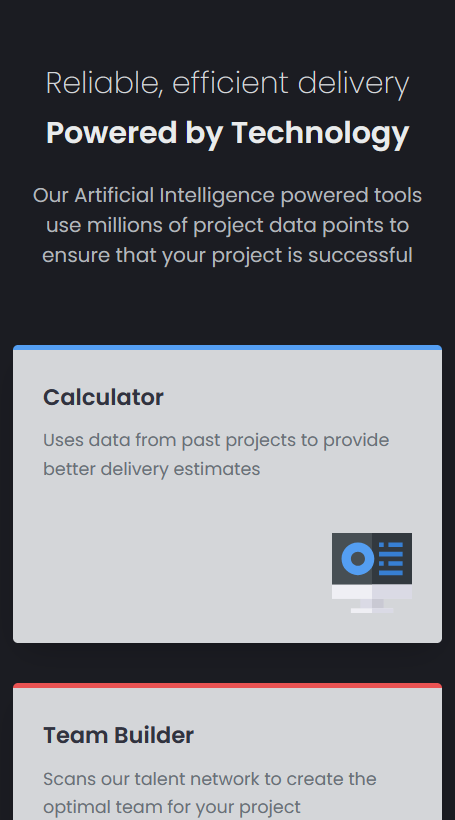 Reliable, efficient delivery
Powered by Technology
Our Artificial Intelligence powered tools
use millions of project data points to
ensure that your project is successful
Calculator
Uses data from past projects to provide
better delivery estimates
Team Builder
Scans our talent network to create the
optimal team for your project